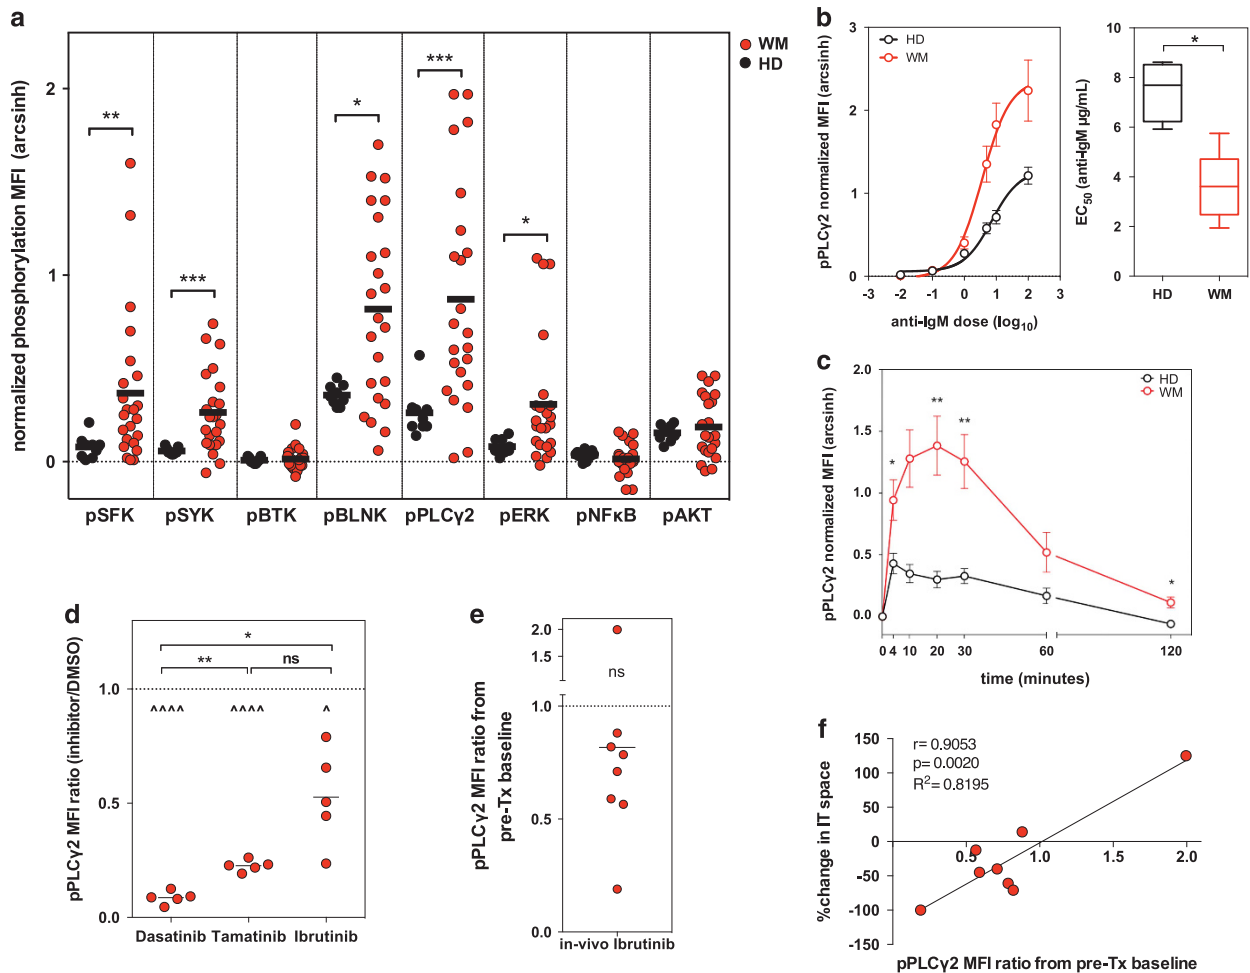 a
normalized phosphorylation MFI (arcsinh)
2
1
0
**
***
*
***
*
WM
HD
pSFK pSYK pBTK pBLNK pPLCγ2 pERK pNFκB pAKT
b
pPLCγ2 normalized MFI (arcsinh)
3
2
1
0
HD
WM
-3 -2 -1 0 1 2 3
anti-IgM dose (log10)
EC50 (anti-IgM µg/mL)
10
8
6
4
2
0
*
HD WM
c
pPLCγ2 normalized MFI (arcsinh)
2.0
1.5
1.0
0.5
0.0
HD
WM
*
**
**
*
0 4 10 20 30 60 120
time (minutes)
d
pPLCγ2 MFI ratio (inhibitor/DMSO)
1.0
0.5
0.0
*
** ns
^^^^ ^^^^ ^
Dasatinib Tamatinib Ibrutinib
e
pPLCγ2 MFI ratio from
pre-Tx baseline
2.0
1.5
1.0
0.5
0.0
ns
in-vivo Ibrutinib
f
%change in IT space
150
100
50
0
-50
-100
-150
r= 0.9053
p= 0.0020
R2= 0.8195
0.5 1.0 1.5 2.0
pPLCγ2 MFI ratio from pre-Tx baseline